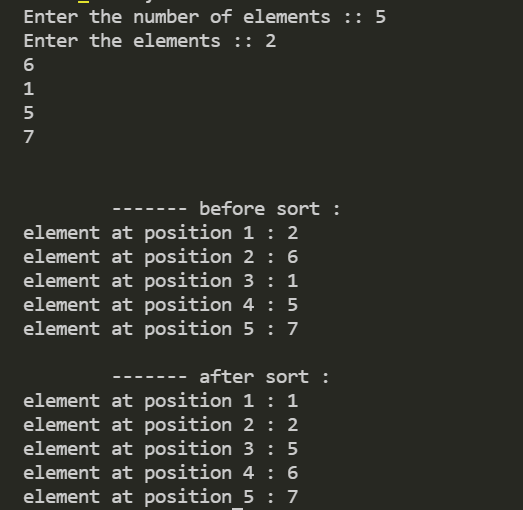 Enter the number of elements :: 5
Enter the elements :: 2
6
1
5
7
------- before sort :
element at position 1 : 2
element at position 2 : 6
element at position 3 : 1
element at position 4 : 5
element at position 5 : 7
------- after sort :
element at position 1 : 1
element at position 2 : 2
element at position 3 : 5
element at position 4 : 6
element at position 5 : 7